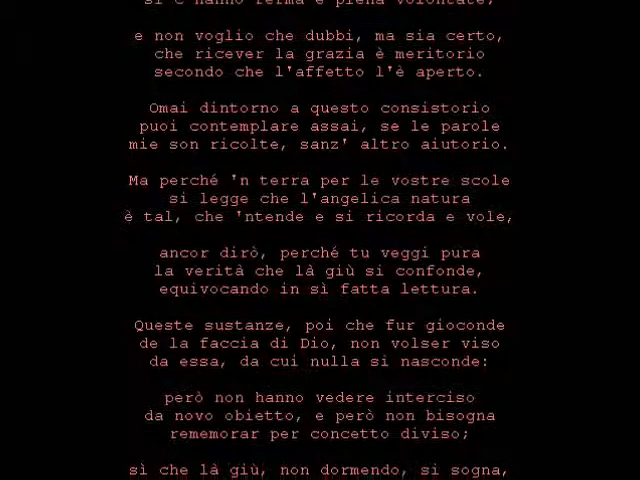 sì c'hanno ferma e piena volontate;
e non voglio che dubbi, ma sia certo,
che ricever la grazia è meritorio
secondo che l'affetto l'è aperto.
Omai dintorno a questo consistorio
puoi contemplare assai, se le parole
mie son ricolte, sanz' altro aiutorio.
Ma perché 'n terra per le vostre scole
si legge che l'angelica natura
è tal, che 'ntende e si ricorda e vole,
ancor dirò, perché tu veggi pura
la verità che là giù si confonde,
equivocando in sì fatta lettura.
Queste sustanze, poi che fur gioconde
de la faccia di Dio, non volser viso
da essa, da cui nulla si nasconde:
però non hanno vedere interciso
da novo obietto, e però non bisogna
rememorar per concetto diviso;
sì che là giù, non dormendo, si sogna,